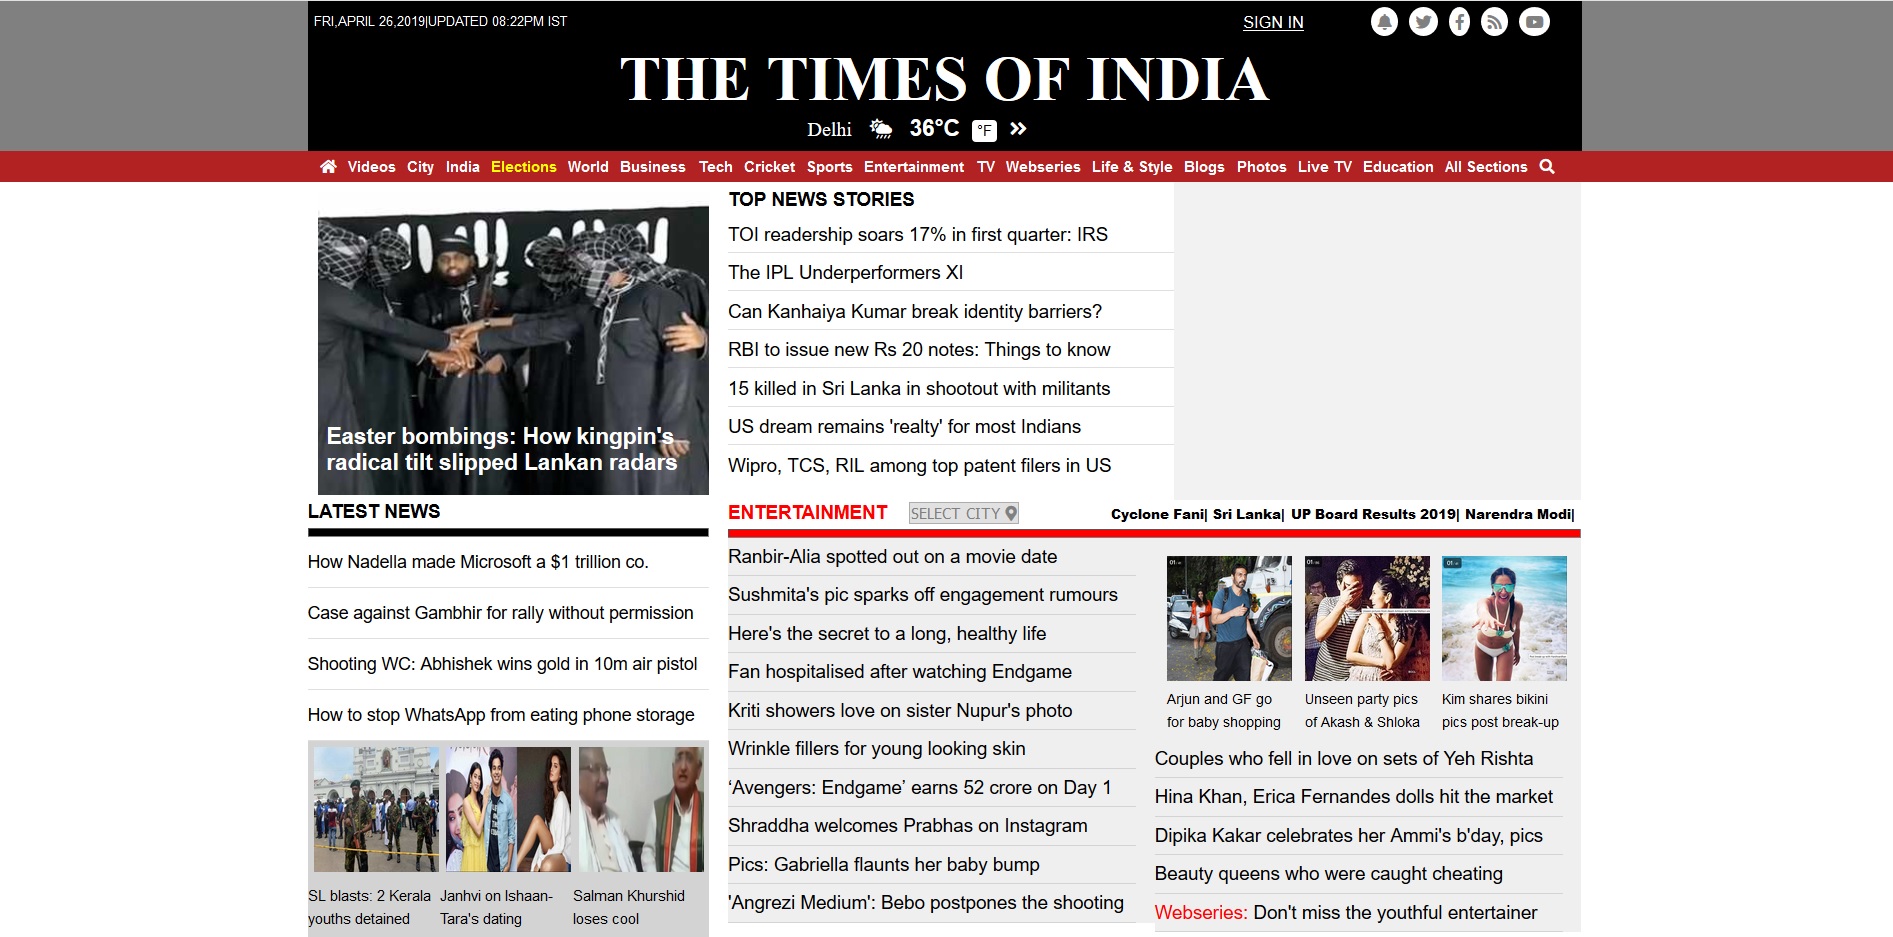 FRI,APRIL 26,2019|UPDATED 08:22PM IST
SIGN IN
THE TIMES OF INDIA
Delhi 36°C °F
Videos City India Elections World Business Tech Cricket Sports Entertainment TV Webseries Life & Style Blogs Photos Live TV Education All Sections
Easter bombings: How kingpin's
radical tilt slipped Lankan radars
TOP NEWS STORIES
TOI readership soars 17% in first quarter: IRS
The IPL Underperformers XI
Can Kanhaiya Kumar break identity barriers?
RBI to issue new Rs 20 notes: Things to know
15 killed in Sri Lanka in shootout with militants
US dream remains 'realty' for most Indians
Wipro, TCS, RIL among top patent filers in US
LATEST NEWS
How Nadella made Microsoft a $1 trillion co.
Case against Gambhir for rally without permission
Shooting WC: Abhishek wins gold in 10m air pistol
How to stop WhatsApp from eating phone storage
SL blasts: 2 Kerala
youths detained
Janhvi on Ishaan-
Tara's dating
Salman Khurshid
loses cool
ENTERTAINMENT
SELECT CITY
Cyclone Fani| Sri Lanka| UP Board Results 2019| Narendra Modi|
Ranbir-Alia spotted out on a movie date
Sushmita's pic sparks off engagement rumours
Here's the secret to a long, healthy life
Fan hospitalised after watching Endgame
Kriti showers love on sister Nupur's photo
Wrinkle fillers for young looking skin
‘Avengers: Endgame’ earns 52 crore on Day 1
Shraddha welcomes Prabhas on Instagram
Pics: Gabriella flaunts her baby bump
'Angrezi Medium': Bebo postpones the shooting
Arjun and GF go
for baby shopping
Unseen party pics
of Akash & Shloka
Kim shares bikini
pics post break-up
Couples who fell in love on sets of Yeh Rishta
Hina Khan, Erica Fernandes dolls hit the market
Dipika Kakar celebrates her Ammi's b'day, pics
Beauty queens who were caught cheating
Webseries: Don't miss the youthful entertainer